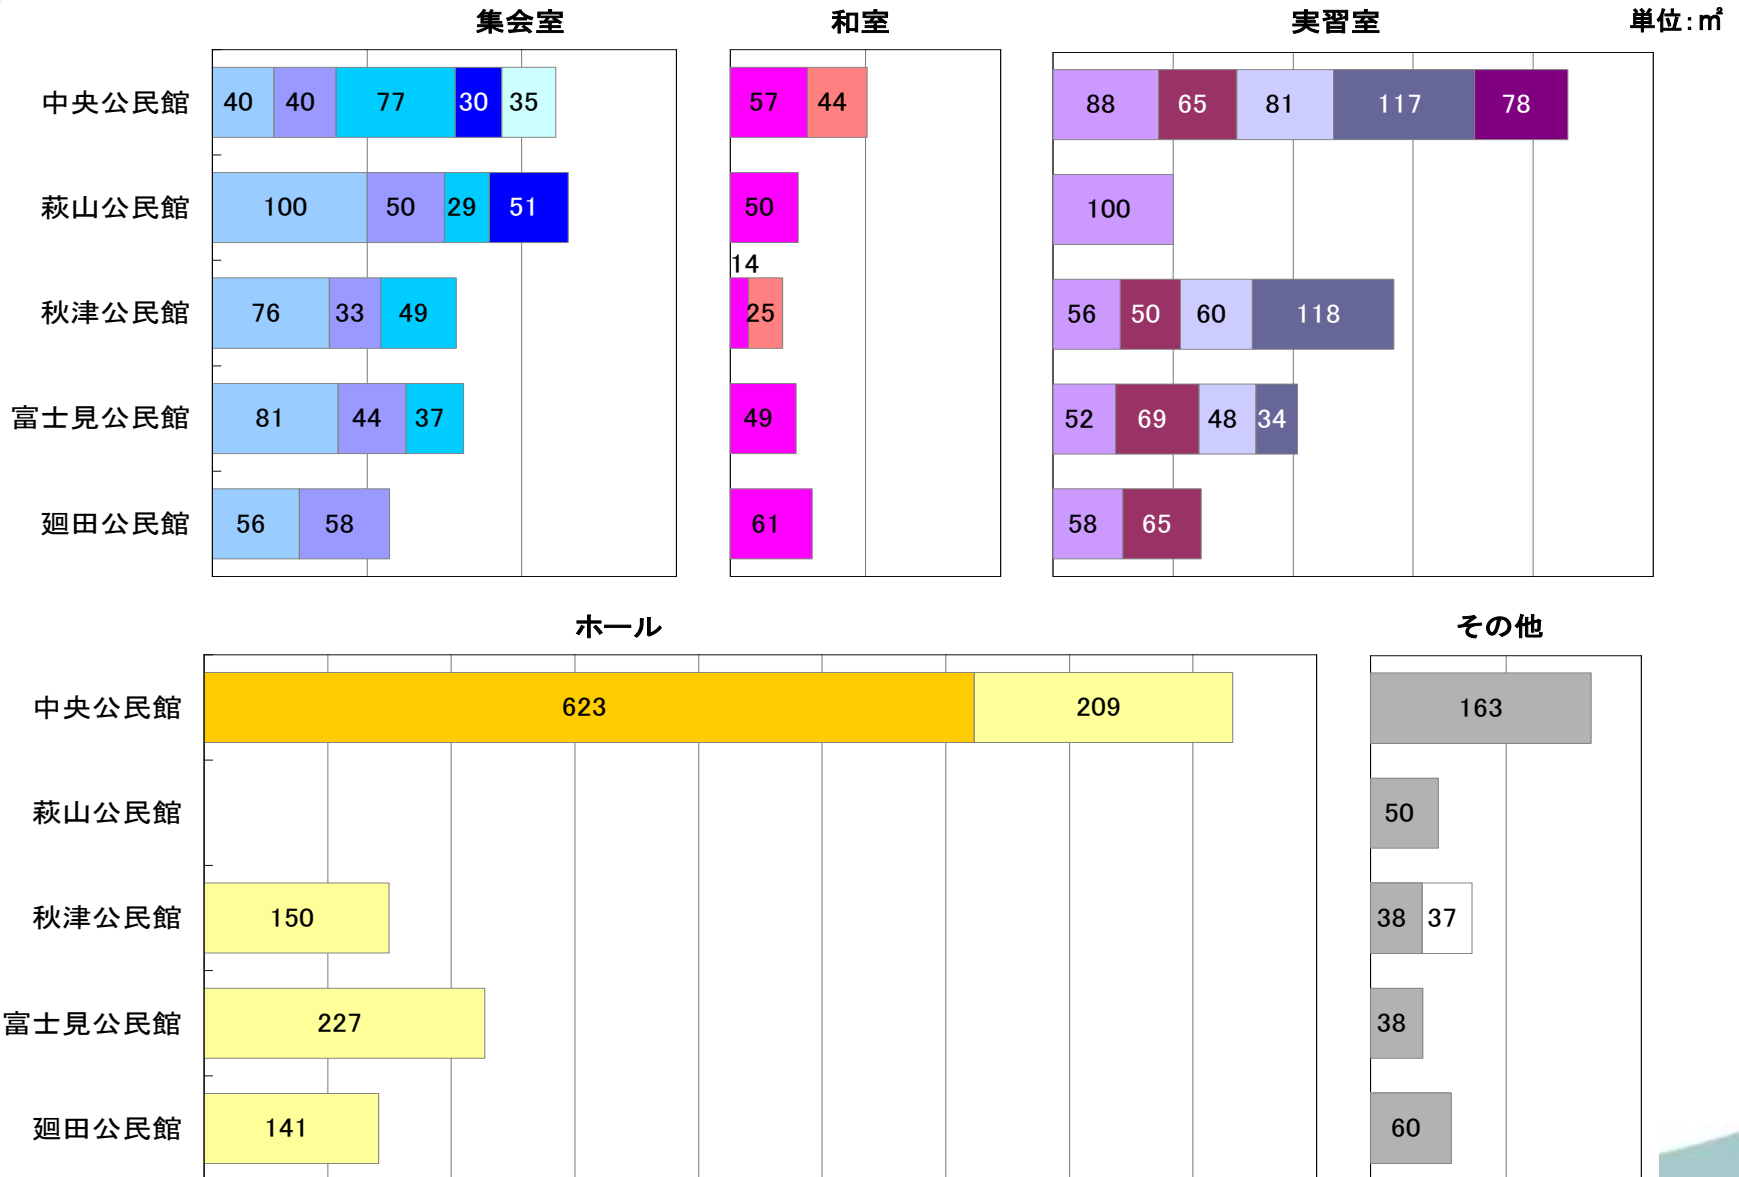 集会室 和室 実習室 単位：㎡
中央公民館 40 40 77 30 35 57 44 88 65 81 117 78
萩山公民館 100 50 29 51 50 100
14
秋津公民館 76 33 49 25 56 50 60 118
富士見公民館 81 44 37 49 52 69 48 34
廻田公民館 56 58 61 58 65
ホール その他
中央公民館 623 209 163
萩山公民館 50
秋津公民館 150 38 37
富士見公民館 227 38
廻田公民館 141 60